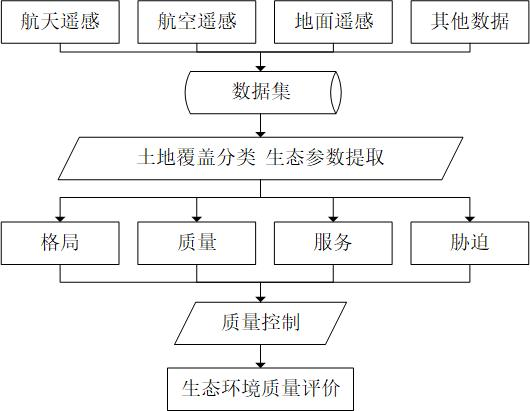 航天遥感 航空遥感 地面遥感 其他数据
数据集
土地覆盖分类 生态参数提取
格局 质量 服务 胁迫
质量控制
生态环境质量评价